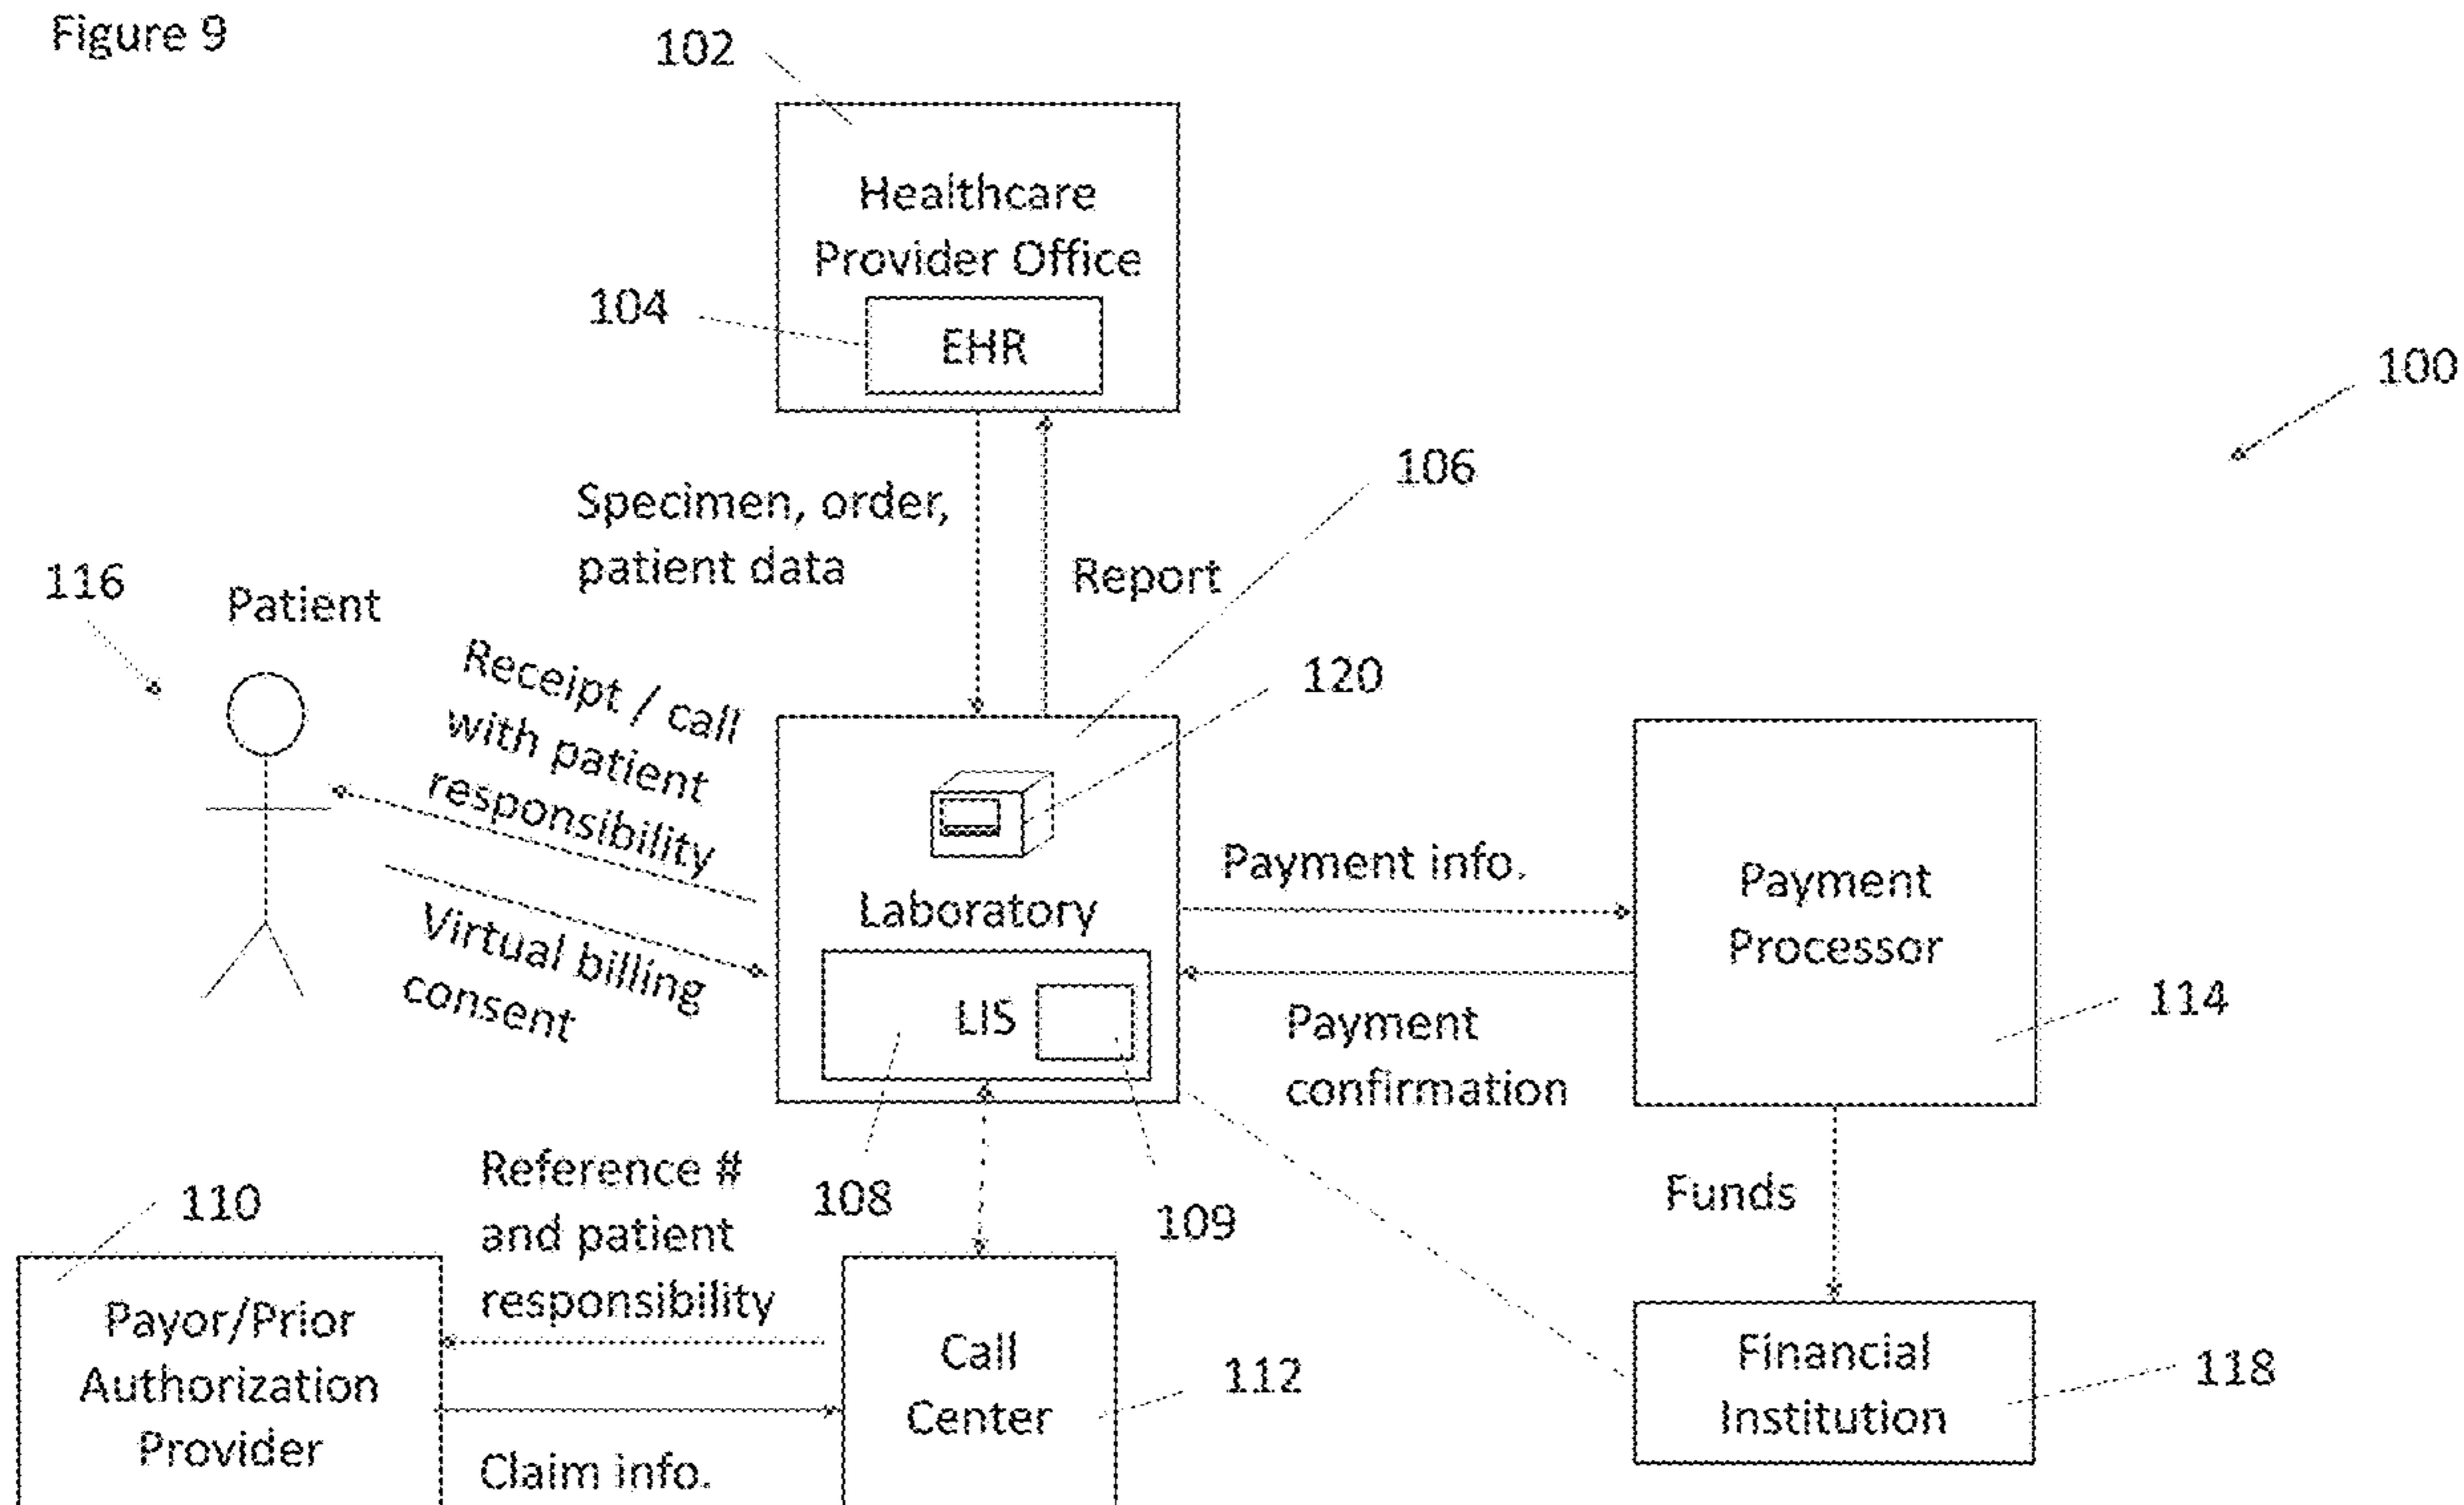 Figure 9
102
Healthcare
Provider Office
104
EHR
100
106
Specimen, order,
patient data
Report
116
Patient
Receipt / call
with patient
responsibility
120
Laboratory
LIS
Virtual billing
consent
Payment info.
Payment
Processor
114
Payment
confirmation
108
109
Funds
110
Reference #
and patient
responsibility
Payor/Prior
Authorization
Provider
Call
Center
112
Claim info.
Financial
Institution
118